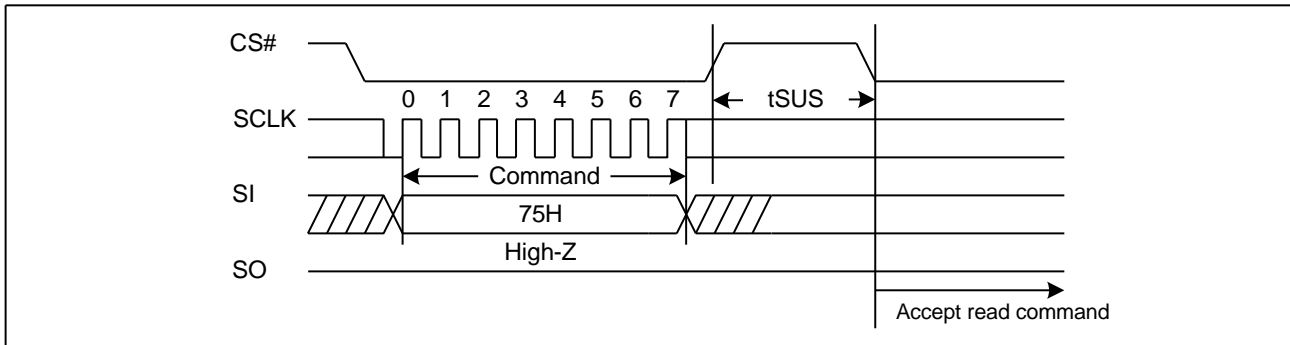 CS#
tSUS
0 1 2 3 4 5 6 7
SCLK
Command
SI
75H
High-Z
SO
Accept read command